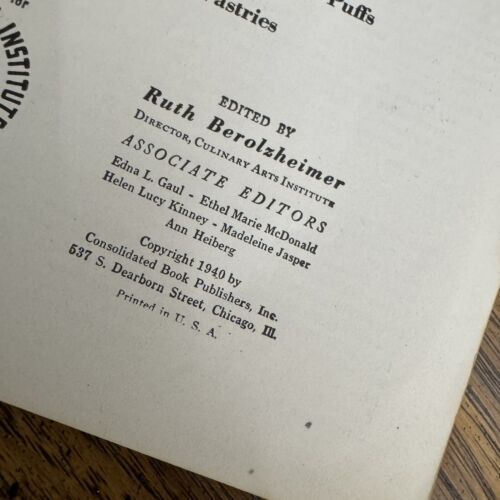 Puffs
Pastries
for
INSTITUTE
EDITED BY
Ruth Berolzheimer
DIRECTOR, CULINARY ARTS INSTITUTE
ASSOCIATE EDITORS
Edna L. Gaul - Ethel Marie McDonald
Helen Lucy Kinney - Madeleine Jasper
Ann Heiberg
Copyright 1940 by
Consolidated Book Publishers, Inc.
537 S. Dearborn Street, Chicago, Ill.
Printed in U. S. A.